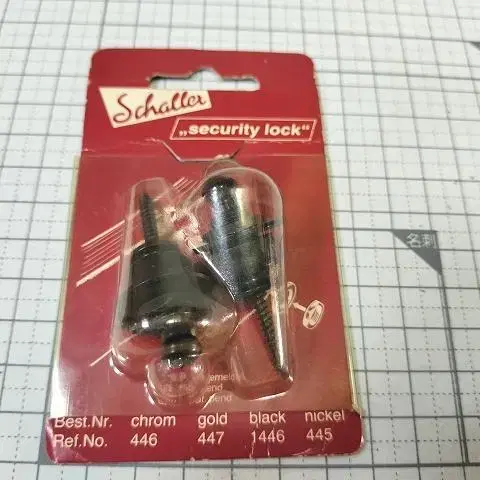 Schaller
„security lock"
名刺
Best.Nr. chrom gold black nickel
Ref.No. 446 447 1446 445